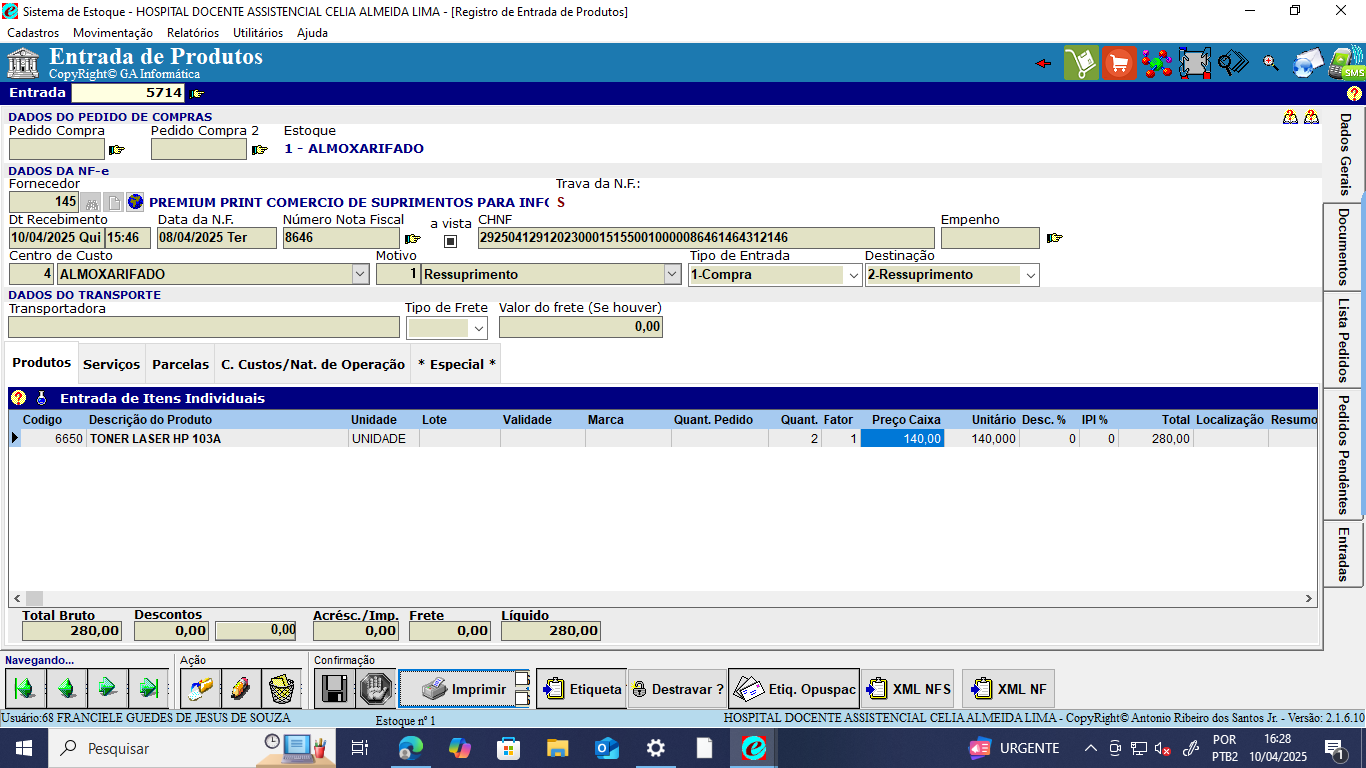 Sistema de Estoque - HOSPITAL DOCENTE ASSISTENCIAL CELIA ALMEIDA LIMA - [Registro de Entrada de Produtos]
Cadastros Movimentação Relatórios Utilitários Ajuda
Entrada de Produtos
CopyRight© GA Informática
SMS
Entrada 5714
DADOS DO PEDIDO DE COMPRAS
Pedido Compra Pedido Compra 2 Estoque
1 - ALMOXARIFADO
DADOS DA NF-e
Fornecedor Trava da N.F.:
145 PREMIUM PRINT COMERCIO DE SUPRIMENTOS PARA INFO S
Dt Recebimento Data da N.F. Número Nota Fiscal a vista CHNF Empenho
10/04/2025 Qui 15:46 08/04/2025 Ter 8646 29250412912023000151550010000086461464312146
Centro de Custo Motivo Tipo de Entrada Destinação
4 ALMOXARIFADO 1 Ressuprimento 1-Compra 2-Ressuprimento
DADOS DO TRANSPORTE
Transportadora Tipo de Frete Valor do frete (Se houver)
0,00
Produtos Serviços Parcelas C. Custos/Nat. de Operação * Especial *
Entrada de Itens Individuais
Codigo Descrição do Produto Unidade Lote Validade Marca Quant. Pedido Quant. Fator Preço Caixa Unitário Desc. % IPI % Total Localização Resumo
6650 TONER LASER HP 103A UNIDADE 2 1 140,00 140,000 0 0 280,00
Total Bruto Descontos Acrésc./Imp. Frete Líquido
280,00 0,00 0,00 0,00 0,00 280,00
Dados Gerais
Documentos
Lista Pedidos
Pedidos Pendêntes
Entradas
Navegando... Ação Confirmação
Imprimir Etiqueta Destravar ? Etiq. Opuspac XML NFS XML NF
Usuário:68 FRANCIELE GUEDES DE JESUS DE SOUZA Estoque nº 1 HOSPITAL DOCENTE ASSISTENCIAL CELIA ALMEIDA LIMA - CopyRight© Antonio Ribeiro dos Santos Jr. - Versão: 2.1.6.10
Pesquisar URGENTE POR PTB2 16:28 10/04/2025 1